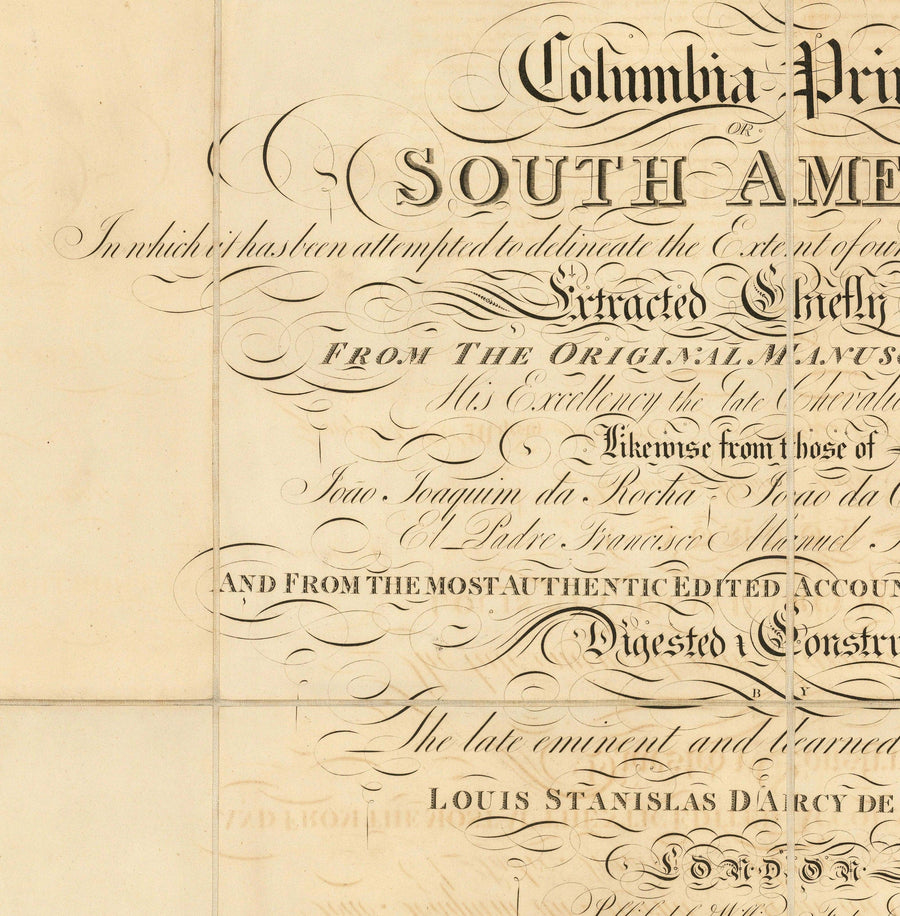 Columbia Prin
OR
SOUTH AME
In which it has been attempted to delineate the Extent of our
Extracted Chiefly
FROM THE ORIGINAL MANUSC
His Excellency the late Chevalie
Likewise from those of
João Joaquim da Rocha João da C
El Padre Francisco Manuel
AND FROM THE MOST AUTHENTIC EDITED ACCOUN
Digested & Constru
BY
The late eminent and learned
LOUIS STANISLAS D'ARCY DE
LONDON